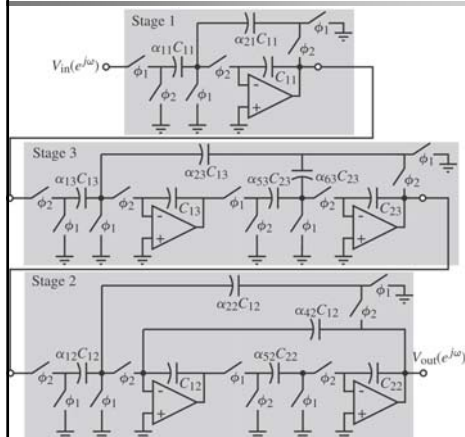 Stage 1
α21C11
ϕ1
Vin(e^jω)
ϕ1
α11C11
ϕ2
ϕ2
C11
ϕ2
ϕ1
Stage 3
α23C13
ϕ1
ϕ2
α13C13
α53C23
α63C23
ϕ2
ϕ2
C13
ϕ1
ϕ2
C23
ϕ1
ϕ1
ϕ2
ϕ1
Stage 2
α22C12
ϕ1
ϕ2
α42C12
Vout(e^jω)
α12C12
α52C22
ϕ2
ϕ2
C12
ϕ1
ϕ2
C22
ϕ1
ϕ1
ϕ2
ϕ1